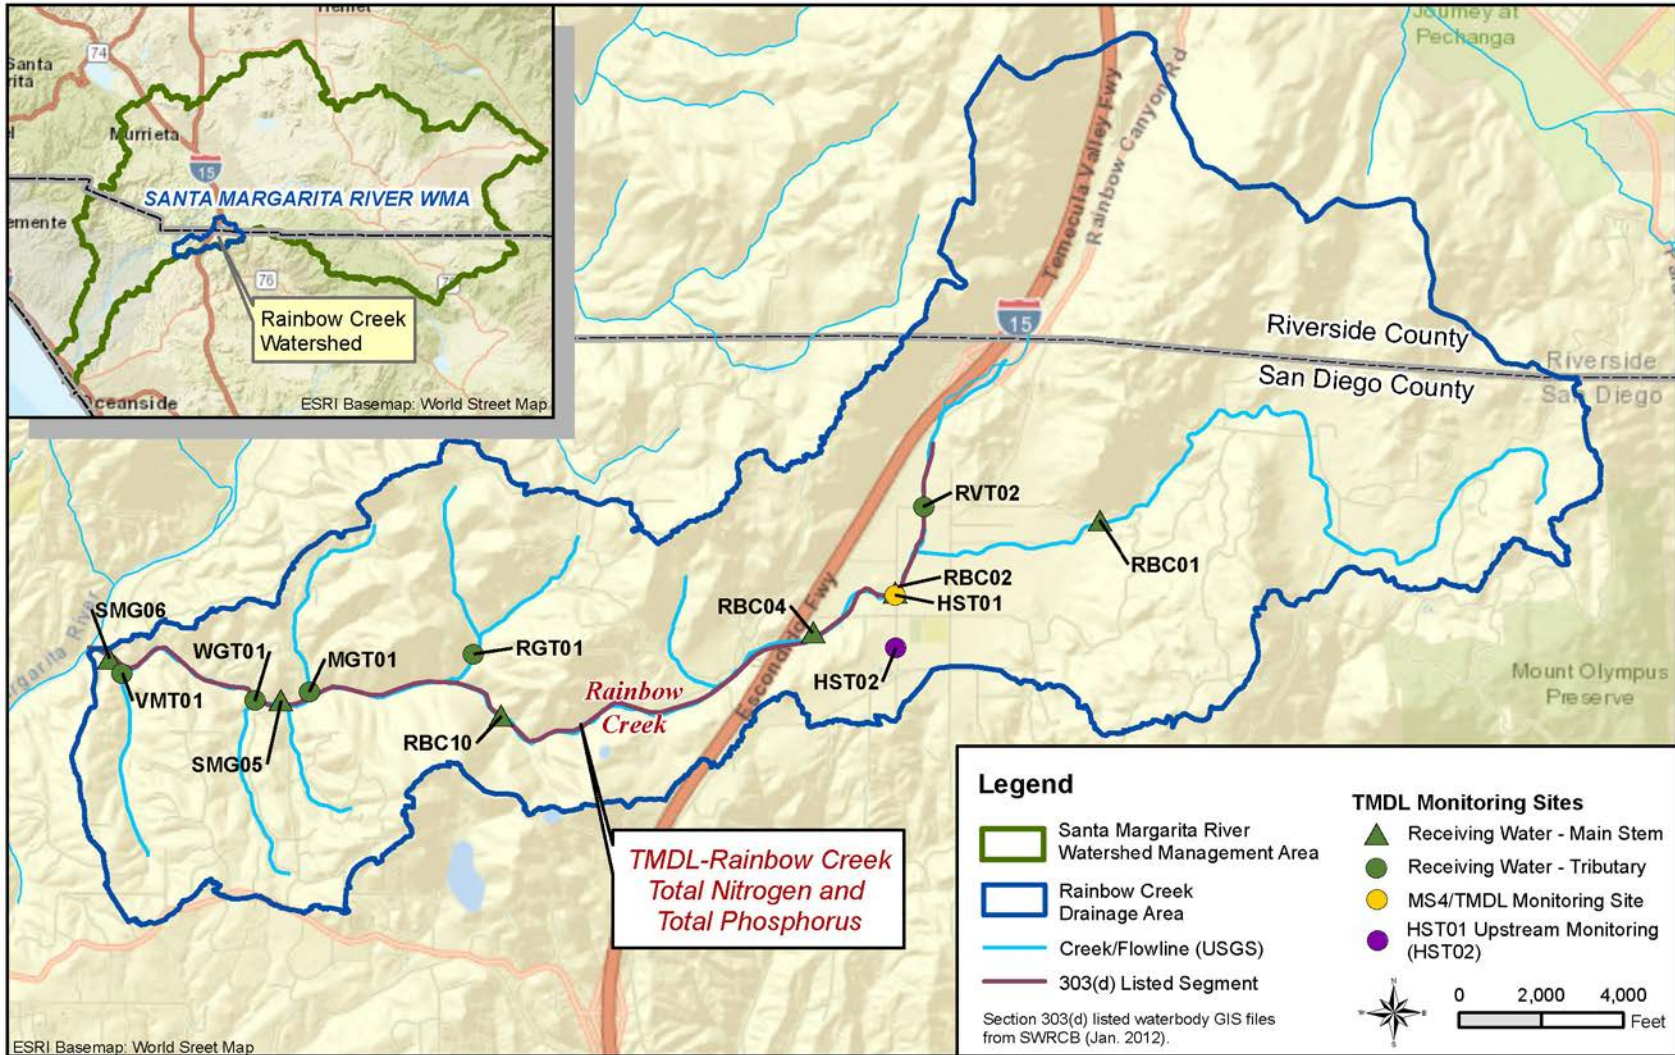 Hemet
74
Santa
rita
Murrieta
15
SANTA MARGARITA RIVER WMA
emente
76
Rainbow Creek
Watershed
Oceanside
ESRI Basemap: World Street Map
Journey at
Pechanga
Temecula Valley Fwy
Rainbow Canyon Rd
15
Riverside County
San Diego County
Riverside
San Diego
RVT02
RBC01
RBC02
HST01
RBC04
HST02
Escondido Fwy
SMG06
argarita River
VMT01
WGT01
MGT01
SMG05
RGT01
RBC10
Rainbow
Creek
Mount Olympus
Preserve
TMDL-Rainbow Creek
Total Nitrogen and
Total Phosphorus
Legend
Santa Margarita River
Watershed Management Area
Rainbow Creek
Drainage Area
Creek/Flowline (USGS)
303(d) Listed Segment
Section 303(d) listed waterbody GIS files
from SWRCB (Jan. 2012).
TMDL Monitoring Sites
Receiving Water - Main Stem
Receiving Water - Tributary
MS4/TMDL Monitoring Site
HST01 Upstream Monitoring
(HST02)
N
W
E
S
0 2,000 4,000
Feet
ESRI Basemap: World Sreet Map